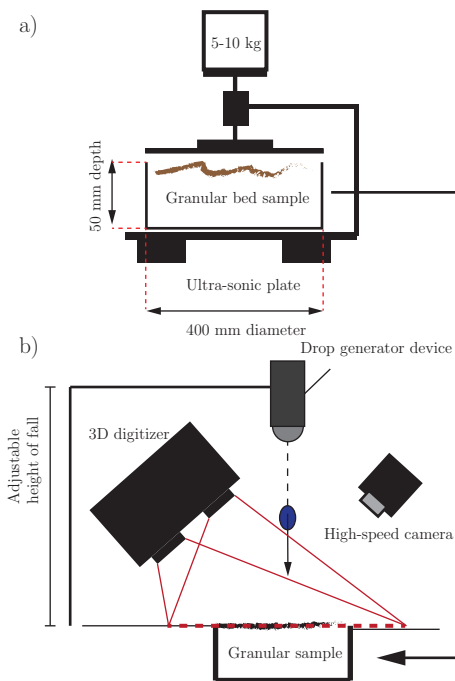 a)
5-10 kg
50 mm depth
Granular bed sample
Ultra-sonic plate
400 mm diameter
b)
Drop generator device
Adjustable
height of fall
3D digitizer
High-speed camera
Granular sample